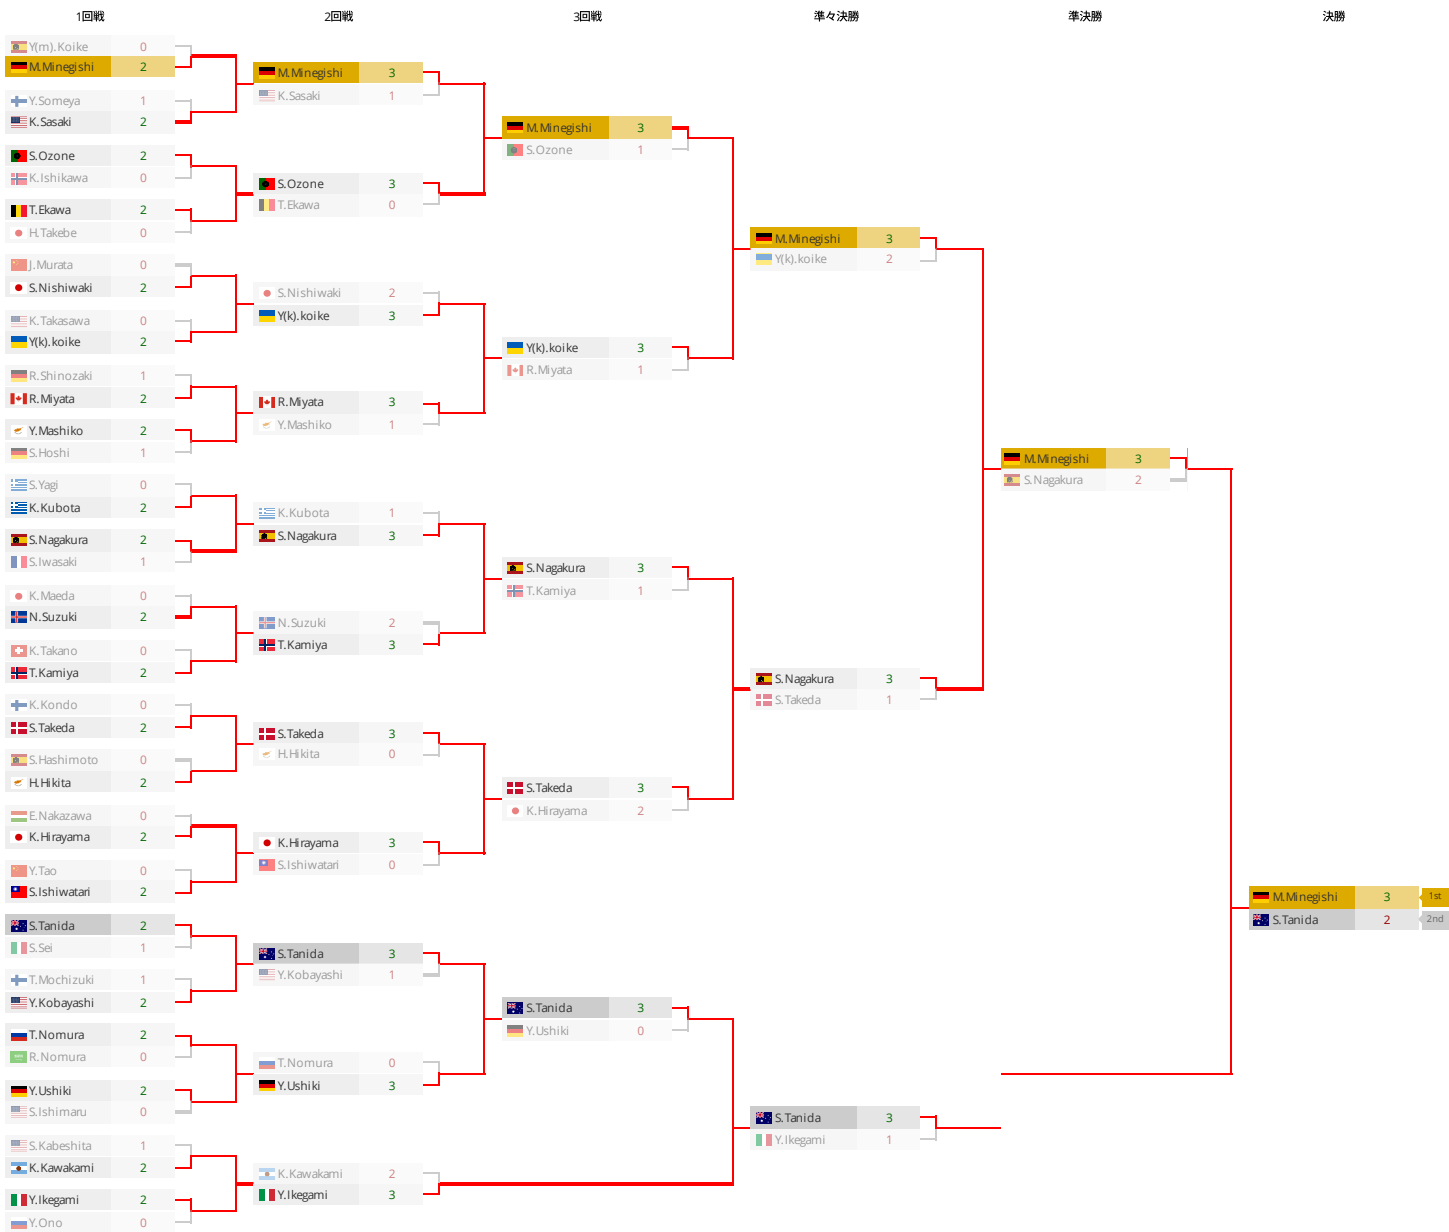 1回戦
2回戦
3回戦
準々決勝
準決勝
決勝
Y(m).Koike 0
M.Minegishi 2
Y.Someya 1
K.Sasaki 2
S.Ozone 2
K.Ishikawa 0
T.Ekawa 2
H.Takebe 0
J.Murata 0
S.Nishiwaki 2
K.Takasawa 0
Y(k).koike 2
R.Shinozaki 1
R.Miyata 2
Y.Mashiko 2
S.Hoshi 1
S.Yagi 0
K.Kubota 2
S.Nagakura 2
S.Iwasaki 1
K.Maeda 0
N.Suzuki 2
K.Takano 0
T.Kamiya 2
K.Kondo 0
S.Takeda 2
S.Hashimoto 0
H.Hikita 2
E.Nakazawa 0
K.Hirayama 2
Y.Tao 0
S.Ishiwatari 2
S.Tanida 2
S.Sei 1
T.Mochizuki 1
Y.Kobayashi 2
T.Nomura 2
R.Nomura 0
Y.Ushiki 2
S.Ishimaru 0
S.Kabeshita 1
K.Kawakami 2
Y.Ikegami 2
Y.Ono 0
M.Minegishi 3
K.Sasaki 1
S.Ozone 3
T.Ekawa 0
S.Nishiwaki 2
Y(k).koike 3
R.Miyata 3
Y.Mashiko 1
K.Kubota 1
S.Nagakura 3
N.Suzuki 2
T.Kamiya 3
S.Takeda 3
H.Hikita 0
K.Hirayama 3
S.Ishiwatari 0
S.Tanida 3
Y.Kobayashi 1
T.Nomura 0
Y.Ushiki 3
K.Kawakami 2
Y.Ikegami 3
M.Minegishi 3
S.Ozone 1
Y(k).koike 3
R.Miyata 1
S.Nagakura 3
T.Kamiya 1
S.Takeda 3
K.Hirayama 2
S.Tanida 3
Y.Ushiki 0
M.Minegishi 3
Y(k).koike 2
S.Nagakura 3
S.Takeda 1
S.Tanida 3
Y.Ikegami 1
M.Minegishi 3
S.Nagakura 2
M.Minegishi 3 1st
S.Tanida 2 2nd